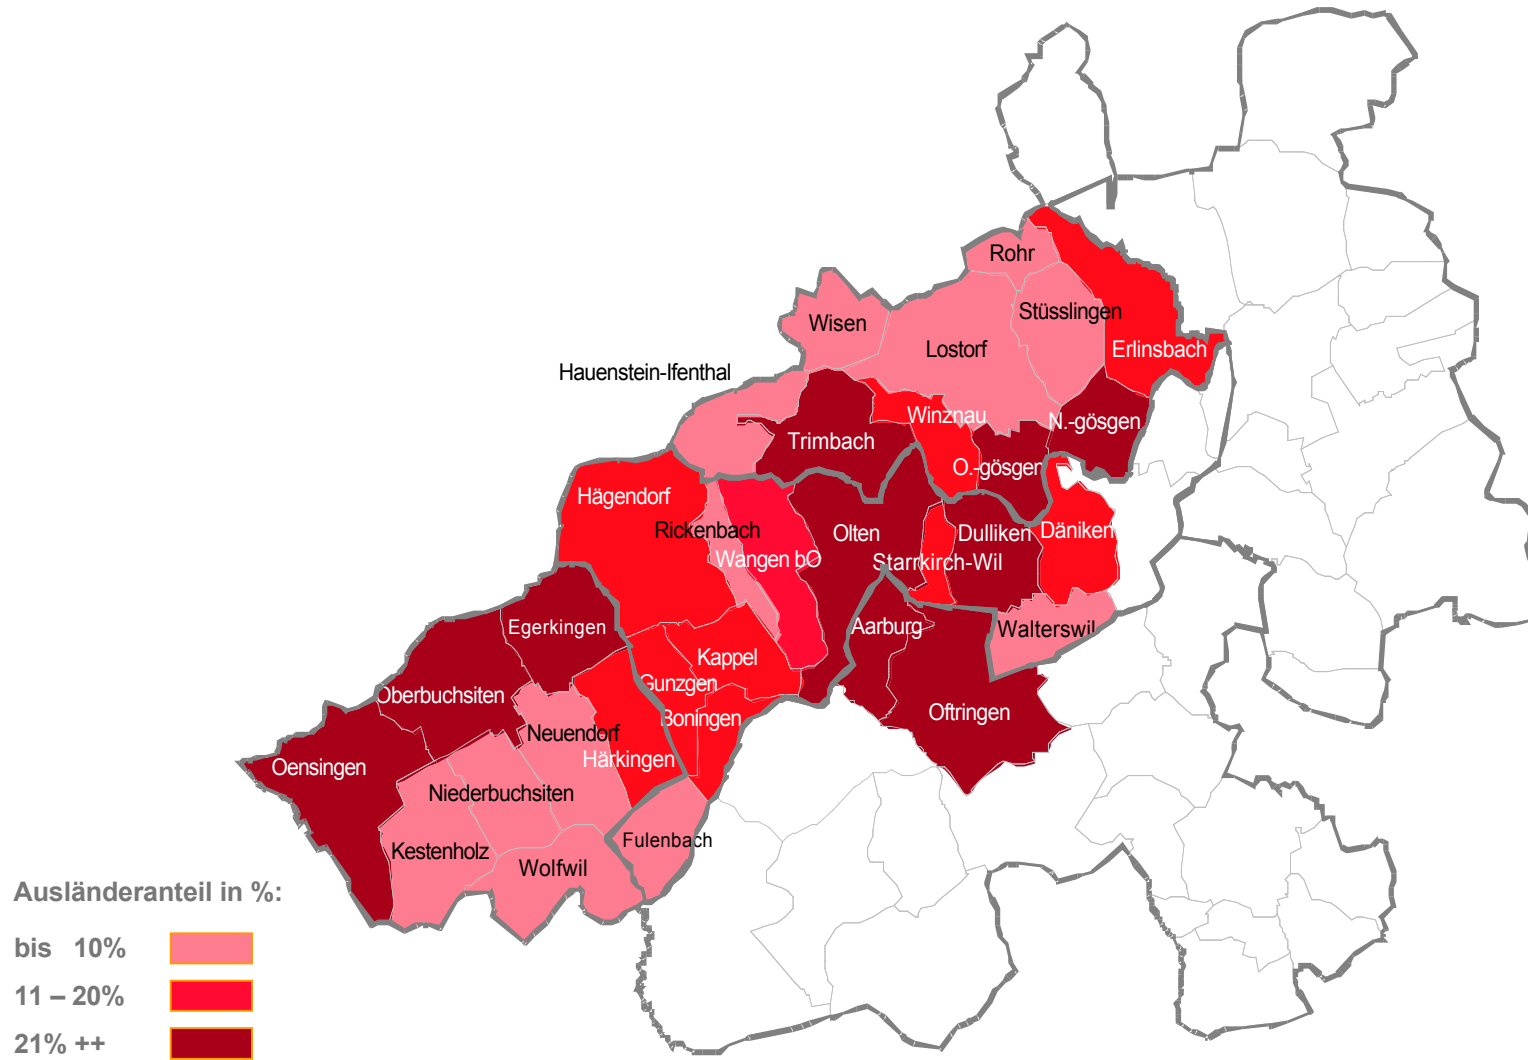 Rohr
Stüsslingen
Wisen
Lostorf
Erlinsbach
Hauenstein-Ifenthal
Winznau
N.-gösgen
Trimbach
O.-gösgen
Hägendorf
Rickenbach
Olten
Dulliken
Däniken
Wangen bO
Starrkirch-Wil
Egerkingen
Aarburg
Walterswil
Kappel
Gunzgen
Oberbuchsiten
Oftringen
Boningen
Neuendorf
Härkingen
Oensingen
Niederbuchsiten
Fulenbach
Kestenholz
Wolfwil
Ausländeranteil in %:
bis 10%
11 – 20%
21% ++